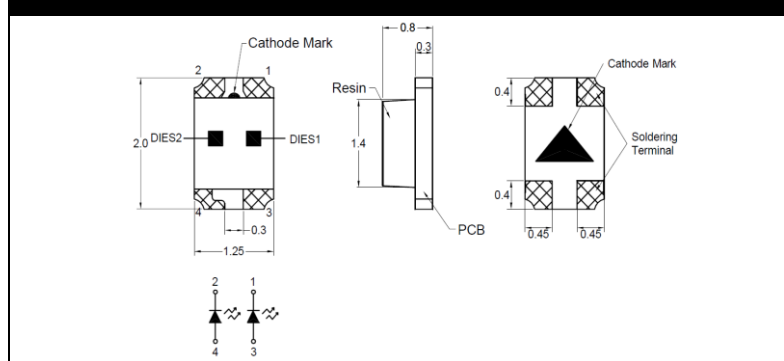 0.8
0.3
Cathode Mark
2
1
Resin
DIES2
DIES1
2.0
1.4
4
3
0.3
1.25
PCB
Cathode Mark
0.4
Soldering
Terminal
0.4
0.45
0.45
2
1
4
3